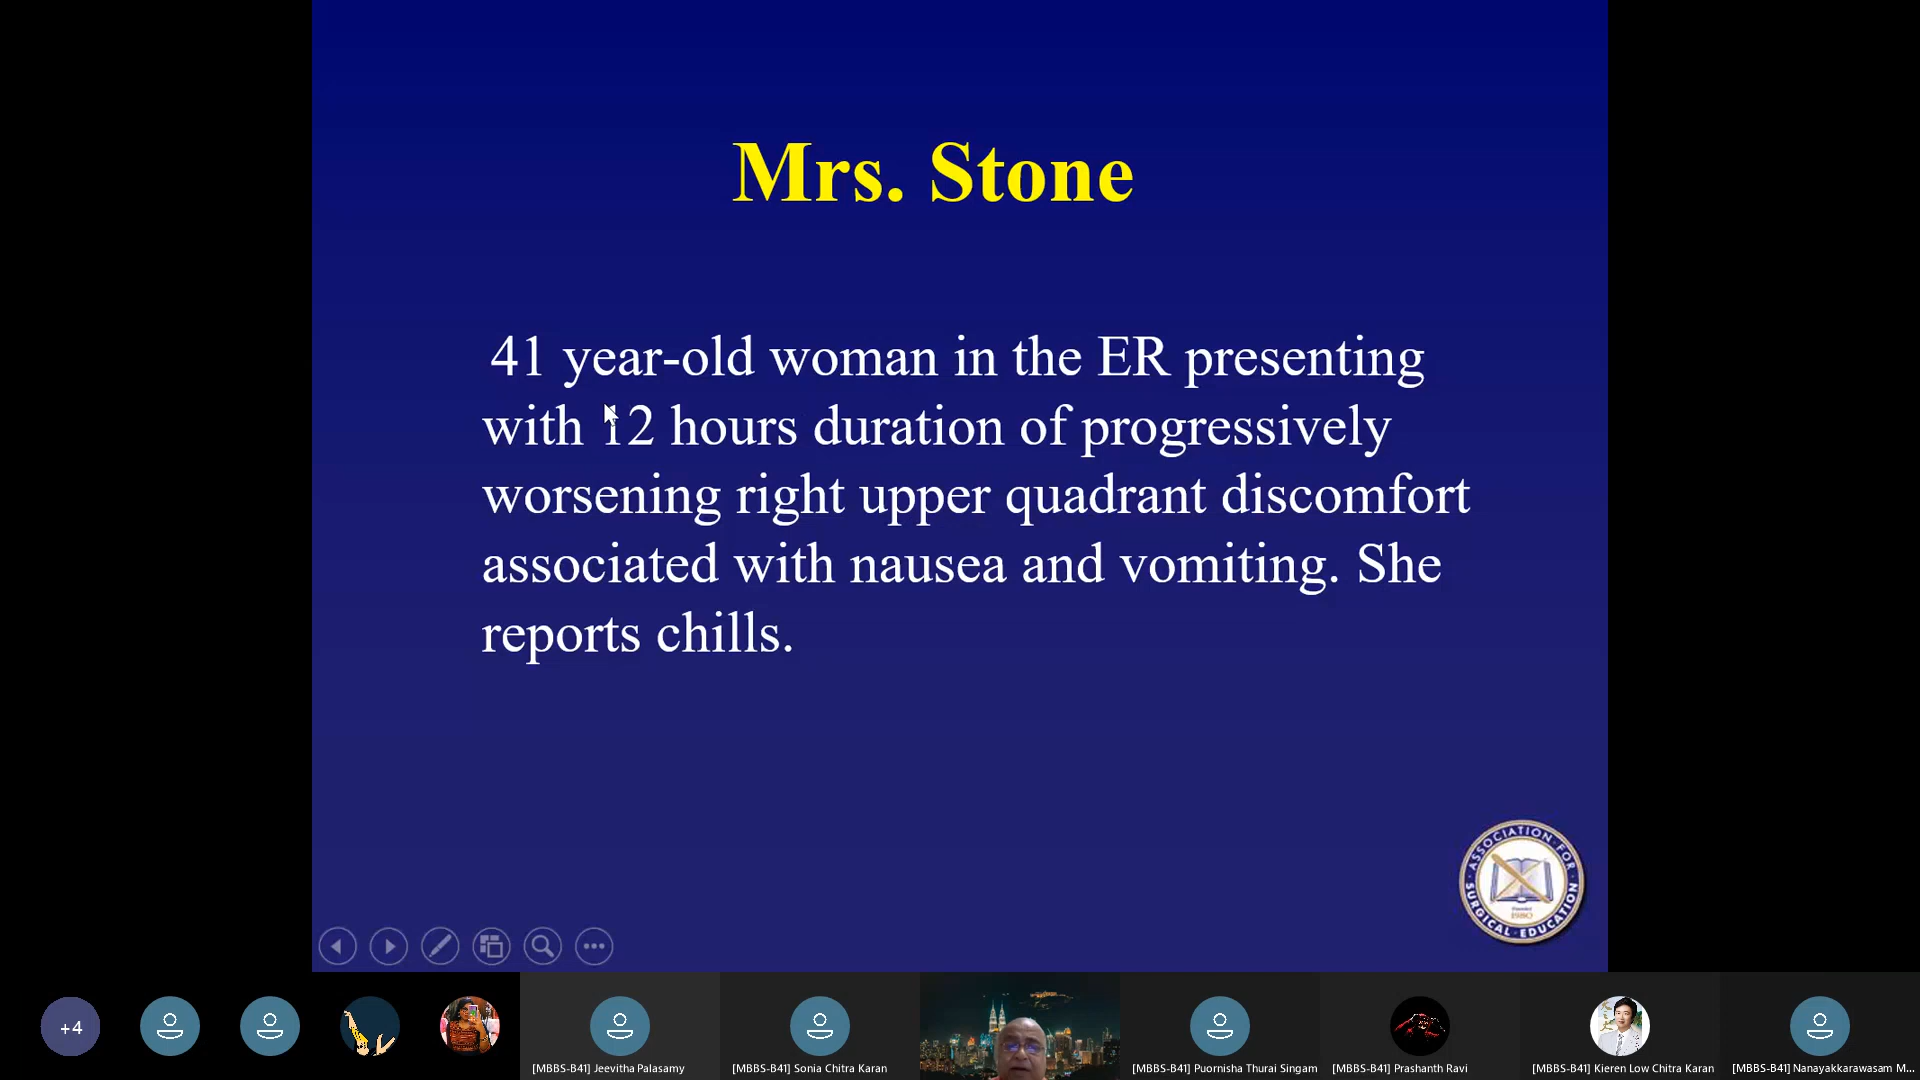 Mrs. Stone
41 year-old woman in the ER presenting
with 12 hours duration of progressively
worsening right upper quadrant discomfort
associated with nausea and vomiting. She
reports chills.
ASSOCIATION FOR
SURGICAL EDUCATION
Founded
1980
+4
[MBBS-B41] Jeevitha Palasamy
[MBBS-B41] Sonia Chitra Karan
[MBBS-B41] Puornisha Thurai Singam
[MBBS-B41] Prashanth Ravi
[MBBS-B41] Kieren Low Chitra Karan
[MBBS-B41] Nanayakkarawasam M...